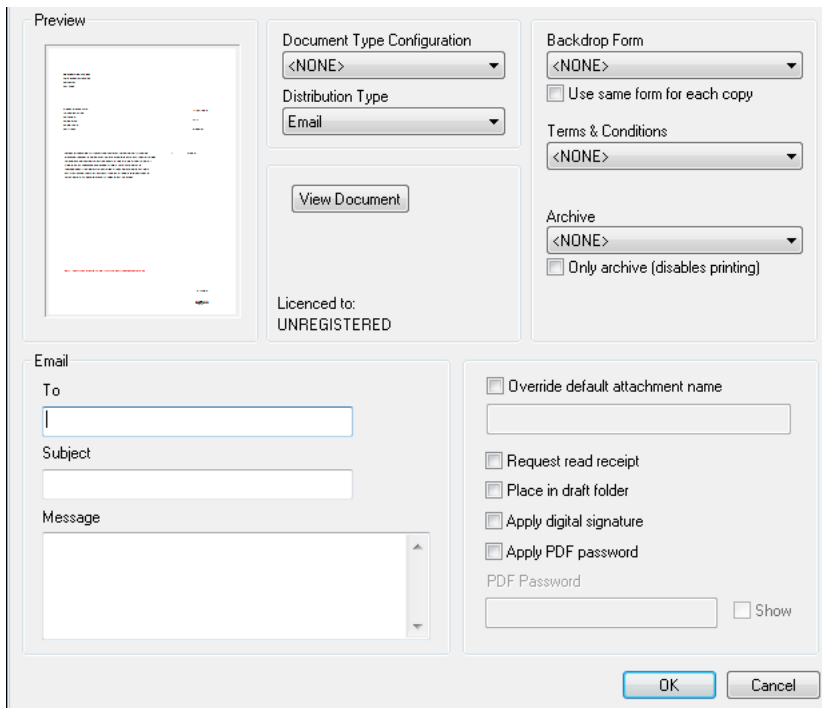 Preview
Document Type Configuration
<NONE>
Distribution Type
Email
View Document
Licenced to:
UNREGISTERED
Backdrop Form
<NONE>
Use same form for each copy
Terms & Conditions
<NONE>
Archive
<NONE>
Only archive (disables printing)
Email
To
Subject
Message
Override default attachment name
Request read receipt
Place in draft folder
Apply digital signature
Apply PDF password
PDF Password
Show
OK
Cancel